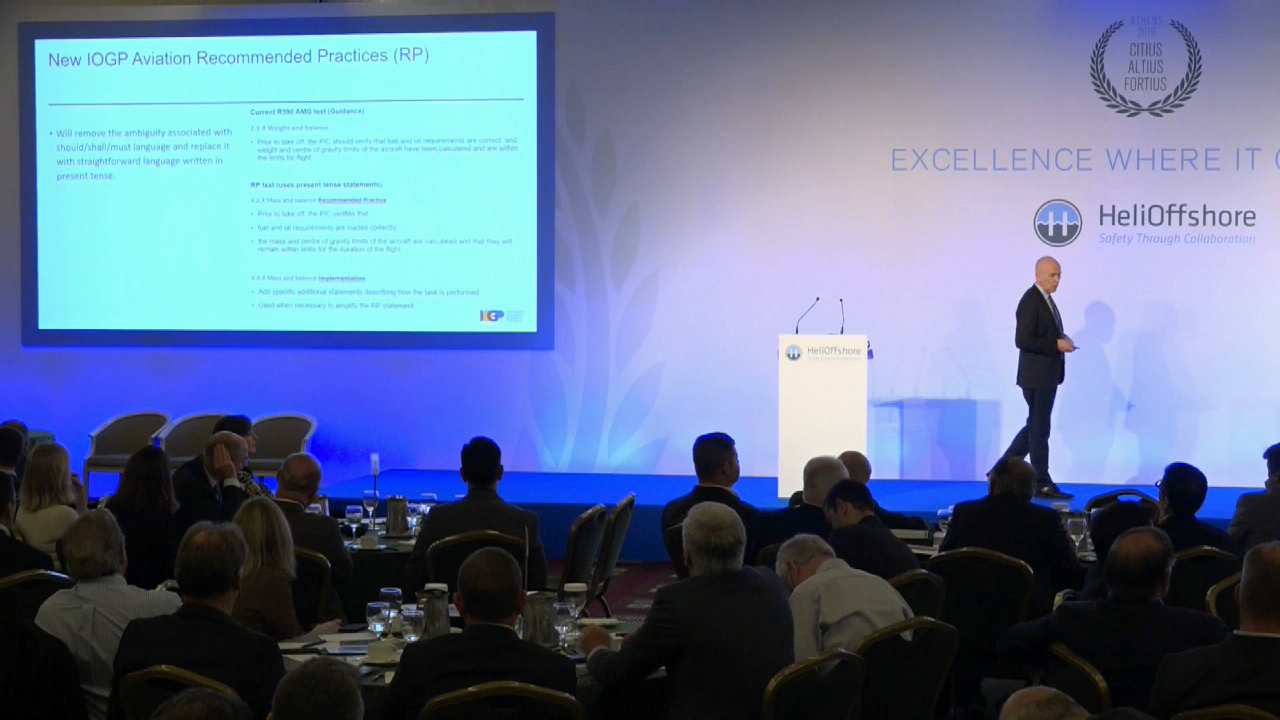 New IOGP Aviation Recommended Practices (RP)
• Will remove the ambiguity associated with
should/shall/must language and replace it
with straightforward language written in
present tense.
Current R590 AMG text (Guidance)
2.1.4 Weight and balance
• Prior to take off, the PIC should verify that fuel and oil requirements are correct, and
weight and centre of gravity limits of the aircraft have been calculated and are within
the limits for flight
RP text (uses present tense statements)
X.X.X Mass and balance Recommended Practice
• Prior to take off, the PIC verifies that
• fuel and oil requirements are loaded correctly
• the mass and centre of gravity limits of the aircraft are calculated and that they will
remain within limits for the duration of the flight.
X.X.X Mass and balance Implementation
• Add specific additional statements describing how the task is performed
• Used when necessary to amplify the RP statement
IOGP
ATHENS
2019
CITIUS
ALTIUS
FORTIUS
EXCELLENCE WHERE IT
HeliOffshore
Safety Through Collaboration
HeliOffshore